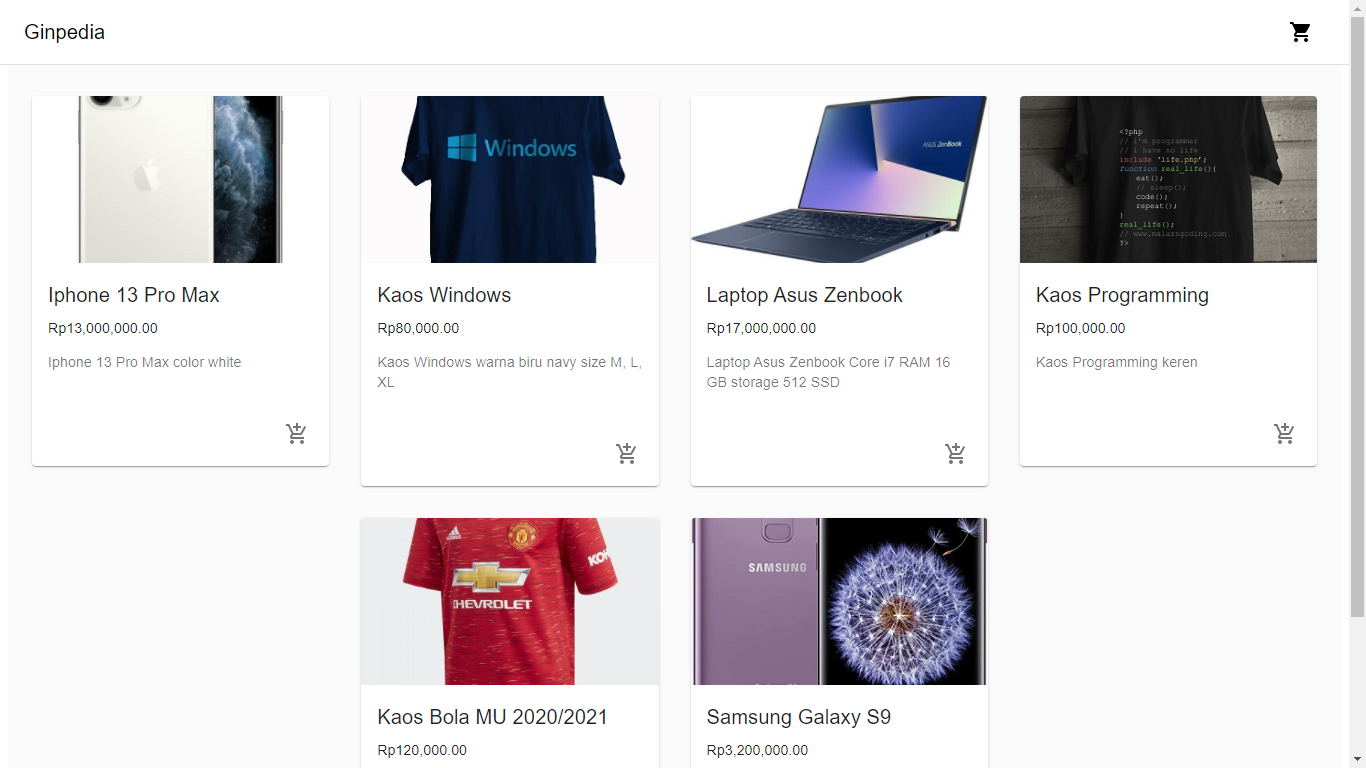 Ginpedia
Windows
ASUS ZenBook
<?php
// i'm programmer
// i have no life
include 'life.php';
function real_life(){
eat();
// sleep();
code();
repeat();
}
real_life();
// www.malasngoding.com
?>
Iphone 13 Pro Max
Rp13,000,000.00
Iphone 13 Pro Max color white
Kaos Windows
Rp80,000.00
Kaos Windows warna biru navy size M, L,
XL
Laptop Asus Zenbook
Rp17,000,000.00
Laptop Asus Zenbook Core i7 RAM 16
GB storage 512 SSD
Kaos Programming
Rp100,000.00
Kaos Programming keren
CHEVROLET
KOH
SAMSUNG
Kaos Bola MU 2020/2021
Rp120,000.00
Samsung Galaxy S9
Rp3,200,000.00